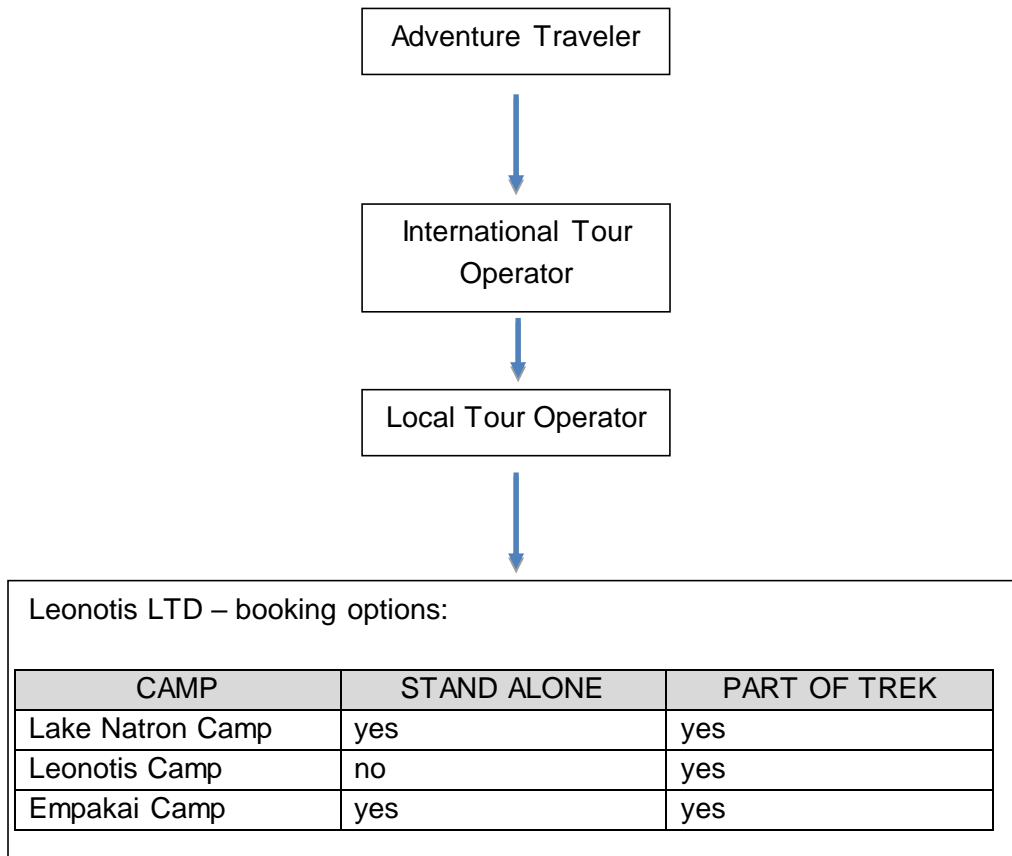 Adventure Traveler
International Tour
Operator
Local Tour Operator
Leonotis LTD – booking options:
CAMP STAND ALONE PART OF TREK
Lake Natron Camp yes yes
Leonotis Camp no yes
Empakai Camp yes yes